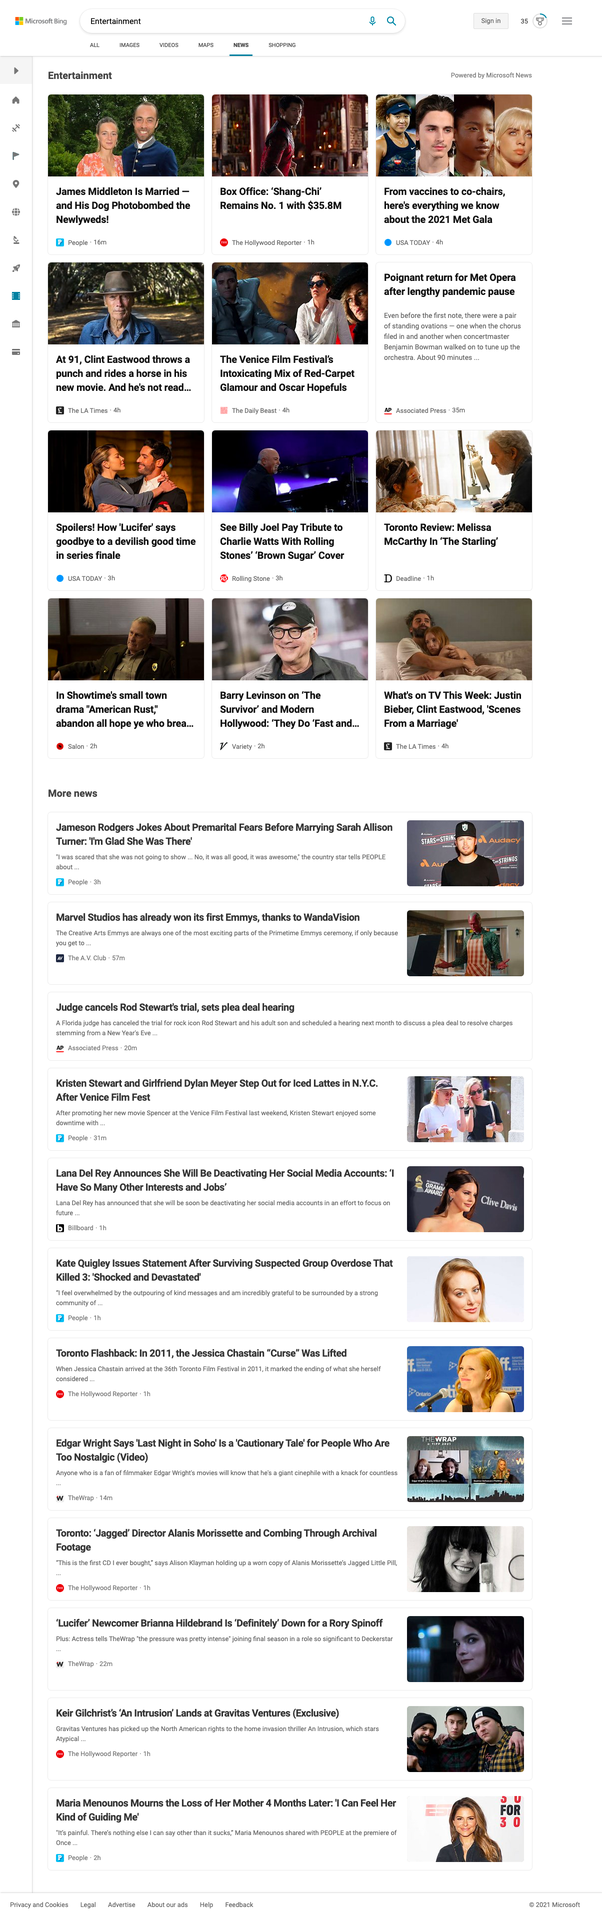 Microsoft Bing
Entertainment
Sign in
35
ALL
IMAGES
VIDEOS
MAPS
NEWS
SHOPPING
Entertainment
Powered by Microsoft News
James Middleton Is Married —
and His Dog Photobombed the
Newlyweds!
People · 16m
Box Office: ‘Shang-Chi’
Remains No. 1 with $35.8M
The Hollywood Reporter · 1h
From vaccines to co-chairs,
here's everything we know
about the 2021 Met Gala
USA TODAY · 4h
At 91, Clint Eastwood throws a
punch and rides a horse in his
new movie. And he's not read...
The LA Times · 4h
The Venice Film Festival’s
Intoxicating Mix of Red-Carpet
Glamour and Oscar Hopefuls
The Daily Beast · 4h
Poignant return for Met Opera
after lengthy pandemic pause
Even before the first note, there were a pair
of standing ovations — one when the chorus
filed in and another when concertmaster
Benjamin Bowman walked on to tune up the
orchestra. About 90 minutes ...
AP
Associated Press · 35m
Spoilers! How 'Lucifer' says
goodbye to a devilish good time
in series finale
USA TODAY · 3h
See Billy Joel Pay Tribute to
Charlie Watts With Rolling
Stones’ ‘Brown Sugar’ Cover
Rolling Stone · 3h
Toronto Review: Melissa
McCarthy In ‘The Starling’
Deadline · 1h
In Showtime's small town
drama "American Rust,"
abandon all hope ye who brea...
Salon · 2h
Barry Levinson on ‘The
Survivor’ and Modern
Hollywood: ‘They Do ‘Fast and...
Variety · 2h
What's on TV This Week: Justin
Bieber, Clint Eastwood, 'Scenes
From a Marriage'
The LA Times · 4h
More news
Jameson Rodgers Jokes About Premarital Fears Before Marrying Sarah Allison
Turner: 'I'm Glad She Was There'
"I was scared that she was not going to show ... No, it was all good, it was awesome," the country star tells PEOPLE
about ...
People · 3h
STARS STRINGS
Audacy
Marvel Studios has already won its first Emmys, thanks to WandaVision
The Creative Arts Emmys are always one of the most exciting parts of the Primetime Emmys ceremony, if only because
you get to ...
The A.V. Club · 57m
Judge cancels Rod Stewart's trial, sets plea deal hearing
A Florida judge has canceled the trial for rock icon Rod Stewart and his adult son and scheduled a hearing next month to discuss a plea deal to resolve charges
stemming from a New Year's Eve ...
AP
Associated Press · 20m
Kristen Stewart and Girlfriend Dylan Meyer Step Out for Iced Lattes in N.Y.C.
After Venice Film Fest
After promoting her new movie Spencer at the Venice Film Festival last weekend, Kristen Stewart enjoyed some
downtime with ...
People · 31m
Lana Del Rey Announces She Will Be Deactivating Her Social Media Accounts: ‘I
Have So Many Other Interests and Jobs’
Lana Del Rey has announced that she will be soon be deactivating her social media accounts in an effort to focus on
future ...
Billboard · 1h
GRAMMY
AWARD
Clive Davis
Kate Quigley Issues Statement After Surviving Suspected Group Overdose That
Killed 3: 'Shocked and Devastated'
"I feel overwhelmed by the outpouring of kind messages and am incredibly grateful to be surrounded by a strong
community of ...
People · 1h
Toronto Flashback: In 2011, the Jessica Chastain “Curse” Was Lifted
When Jessica Chastain arrived at the 36th Toronto Film Festival in 2011, it marked the ending of what she herself
considered ...
The Hollywood Reporter · 1h
Edgar Wright Says 'Last Night in Soho' Is a 'Cautionary Tale' for People Who Are
Too Nostalgic (Video)
Anyone who is a fan of filmmaker Edgar Wright's movies will know that he's a giant cinephile with a knack for countless
...
TheWrap · 14m
THEWRAP
Toronto: ‘Jagged’ Director Alanis Morissette and Combing Through Archival
Footage
"This is the first CD I ever bought," says Alison Klayman holding up a worn copy of Alanis Morissette's Jagged Little Pill,
...
The Hollywood Reporter · 1h
‘Lucifer’ Newcomer Brianna Hildebrand Is ‘Definitely’ Down for a Rory Spinoff
Plus: Actress tells TheWrap "the pressure was pretty intense" joining final season in a role so significant to Deckerstar
...
TheWrap · 22m
Keir Gilchrist’s ‘An Intrusion’ Lands at Gravitas Ventures (Exclusive)
Gravitas Ventures has picked up the North American rights to the home invasion thriller An Intrusion, which stars
Atypical ...
The Hollywood Reporter · 1h
Maria Menounos Mourns the Loss of Her Mother 4 Months Later: 'I Can Feel Her
Kind of Guiding Me'
"It's painful. There's nothing else I can say other than it sucks," Maria Menounos shared with PEOPLE at the premiere of
Once ...
People · 2h
FOR
30
Privacy and Cookies
Legal
Advertise
About our ads
Help
Feedback
© 2021 Microsoft